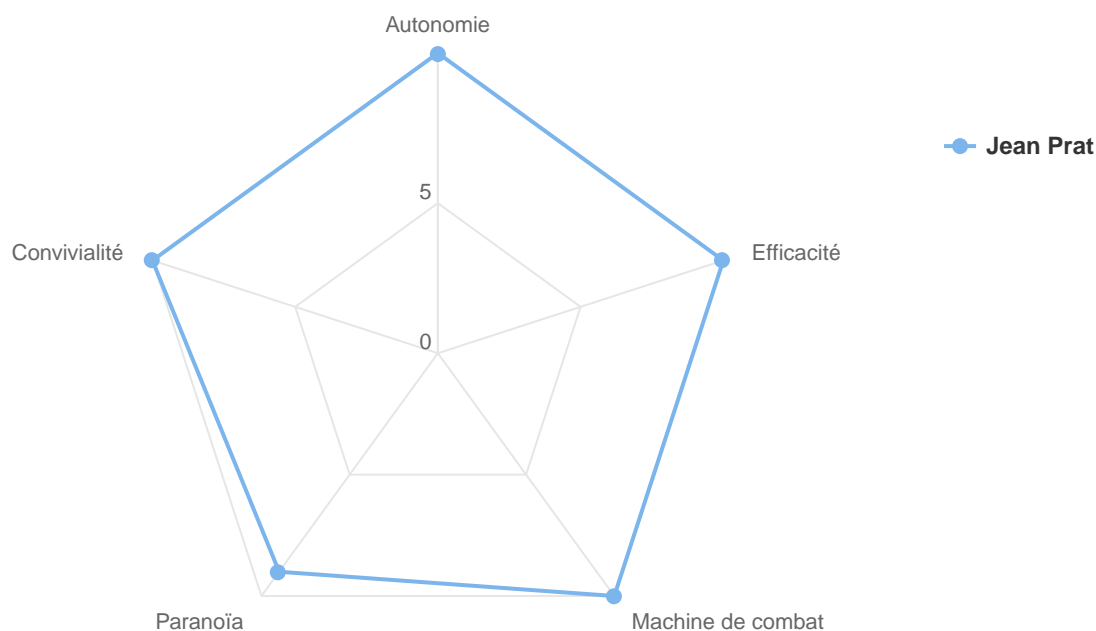 Autonomie
Jean Prat
5
Convivialité
Efficacité
0
Paranoïa
Machine de combat